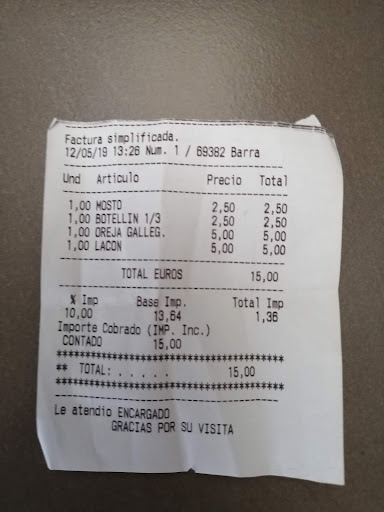 Factura simplificada.
12/05/19 13:26 Num. 1 / 69382 Barra
Und Articulo Precio Total
1,00 MOSTO 2,50 2,50
1,00 BOTELLIN 1/3 2,50 2,50
1,00 OREJA GALLEG. 5,00 5,00
1,00 LACON 5,00 5,00
TOTAL EUROS 15,00
% Imp Base Imp. Total Imp
10,00 13,64 1,36
Importe Cobrado (IMP. Inc.)
CONTADO 15,00
** TOTAL: . . . . . 15,00
Le atendio ENCARGADO
GRACIAS POR SU VISITA